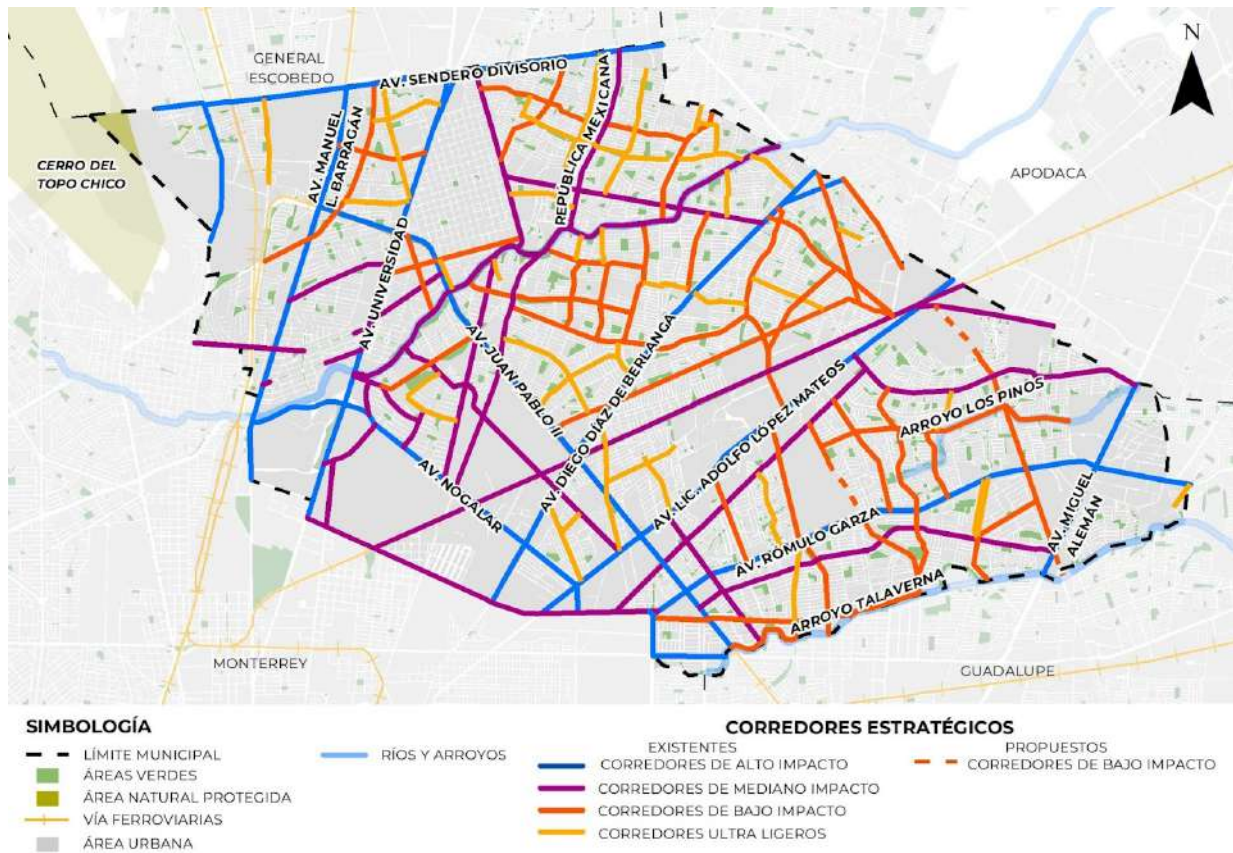 N
GENERAL
ESCOBEDO
AV. SENDERO DIVISORIO
REPÚBLICA MEXICANA
AV. MANUEL
L. BARRAGÁN
CERRO DEL
TOPO CHICO
APODACA
AV. UNIVERSIDAD
AV. JUAN PABLO II
AV. DIEGO DÍAZ DE BERLANGA
AV. LIC. ADOLFO LÓPEZ MATEOS
ARROYO LOS PINOS
AV. NOGALAR
AV. RÓMULO GARZA
AV. MIGUEL
ALEMÁN
ARROYO TALAVERNA
MONTERREY
GUADALUPE
SIMBOLOGÍA
LÍMITE MUNICIPAL
ÁREAS VERDES
ÁREA NATURAL PROTEGIDA
VÍA FERROVIARIAS
ÁREA URBANA
RÍOS Y ARROYOS
CORREDORES ESTRATÉGICOS
EXISTENTES
CORREDORES DE ALTO IMPACTO
CORREDORES DE MEDIANO IMPACTO
CORREDORES DE BAJO IMPACTO
CORREDORES ULTRA LIGEROS
PROPUESTOS
CORREDORES DE BAJO IMPACTO